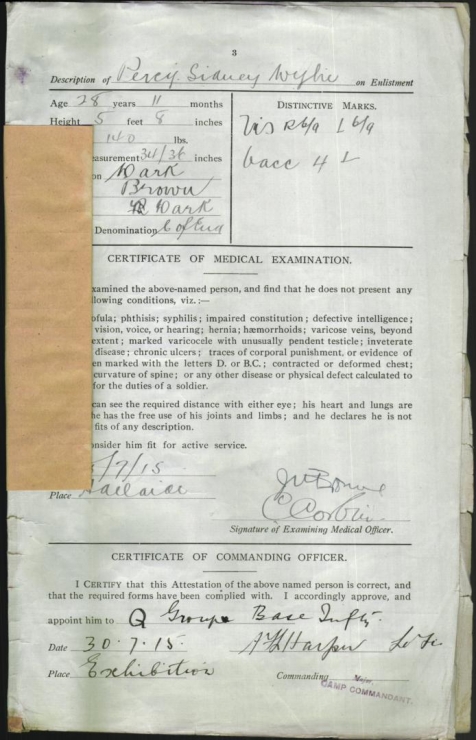 3
Description of Percy Sidney Wylie on Enlistment
Age 28 years 11 months
Height 5 feet 8 inches
140 lbs.
easurement 34/36 inches
on Dark
Brown
Dark
Denomination C of Eng
DISTINCTIVE MARKS.
Vis R 6/9 L 6/9
Vacc 4 L
CERTIFICATE OF MEDICAL EXAMINATION.
xamined the above-named person, and find that he does not present any
llowing conditions, viz.:—
ofula; phthisis; syphilis; impaired constitution; defective intelligence;
vision, voice, or hearing; hernia; hæmorrhoids; varicose veins, beyond
extent; marked varicocele with unusually pendent testicle; inveterate
disease; chronic ulcers; traces of corporal punishment, or evidence of
en marked with the letters D. or B.C.; contracted or deformed chest;
curvature of spine; or any other disease or physical defect calculated to
for the duties of a soldier.
can see the required distance with either eye; his heart and lungs are
he has the free use of his joints and limbs; and he declares he is not
fits of any description.
onsider him fit for active service.
/7/15
Place Adelaide
C Corbin
Signature of Examining Medical Officer.
CERTIFICATE OF COMMANDING OFFICER.
I CERTIFY that this Attestation of the above named person is correct, and
that the required forms have been complied with. I accordingly approve, and
appoint him to Q Group Base Infty.
Date 30.7.15.
Place Exhibition
Commanding
CAMP COMMANDANT.